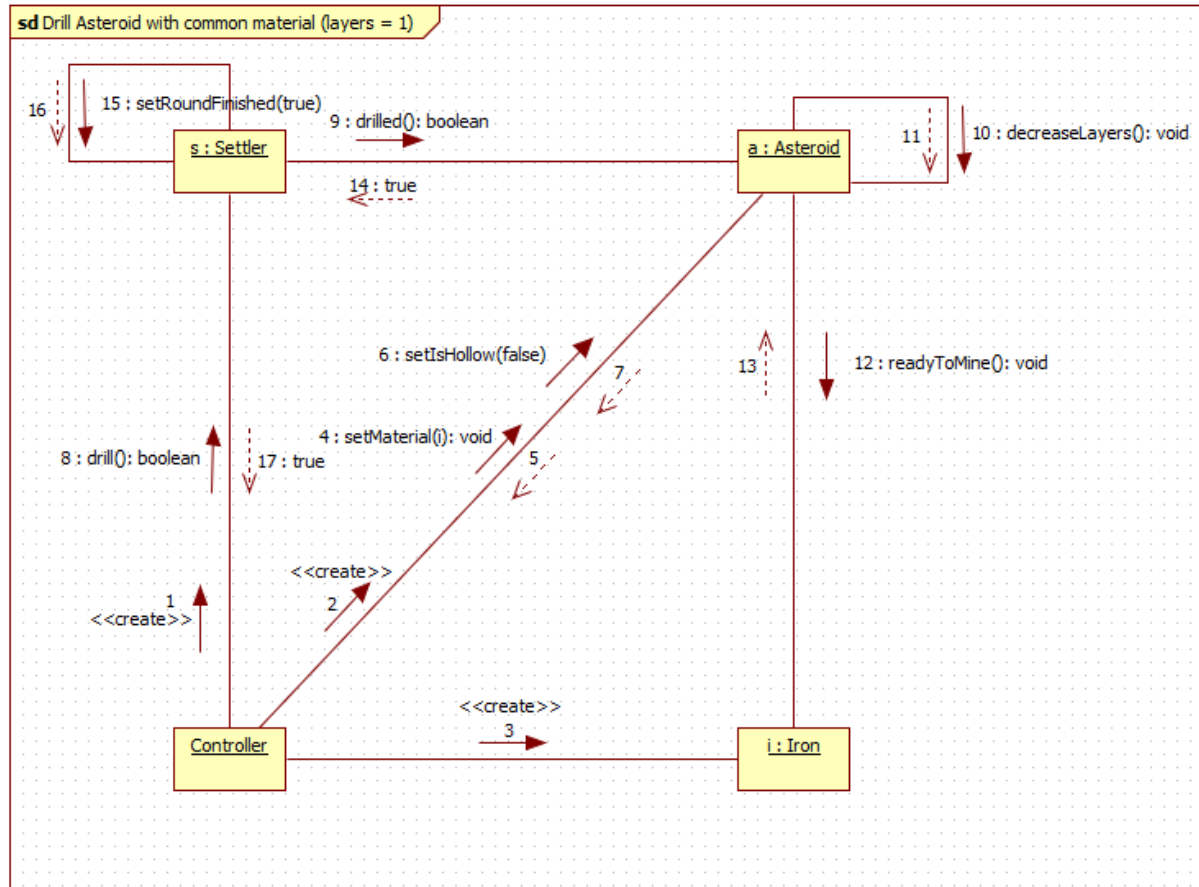 sd Drill Asteroid with common material (layers = 1)
16
15 : setRoundFinished(true)
9 : drilled(): boolean
s : Settler
14 : true
a : Asteroid
11
10 : decreaseLayers(): void
6 : setIsHollow(false)
7
13
12 : readyToMine(): void
4 : setMaterial(i): void
5
8 : drill(): boolean
17 : true
<<create>>
2
1
<<create>>
<<create>>
3
Controller
i : Iron